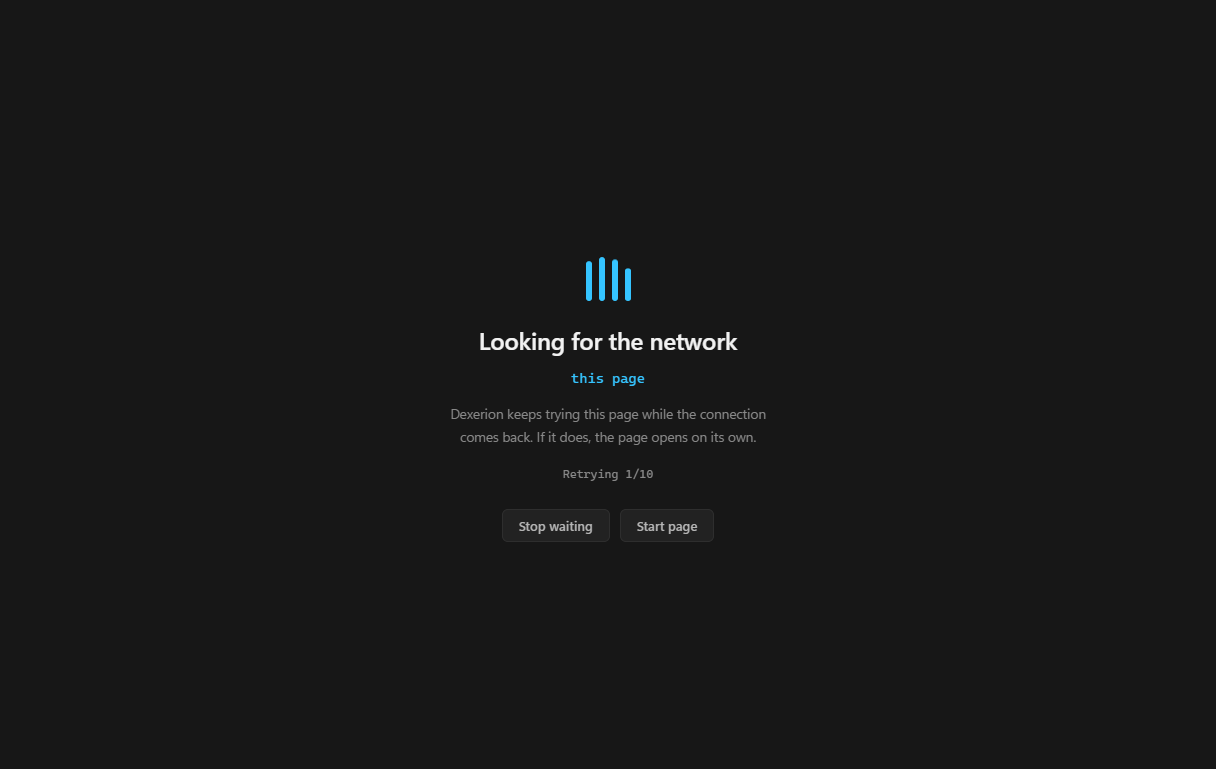 Looking for the network
this page
Dexerion keeps trying this page while the connection
comes back. If it does, the page opens on its own.
Retrying 1/10
Stop waiting
Start page